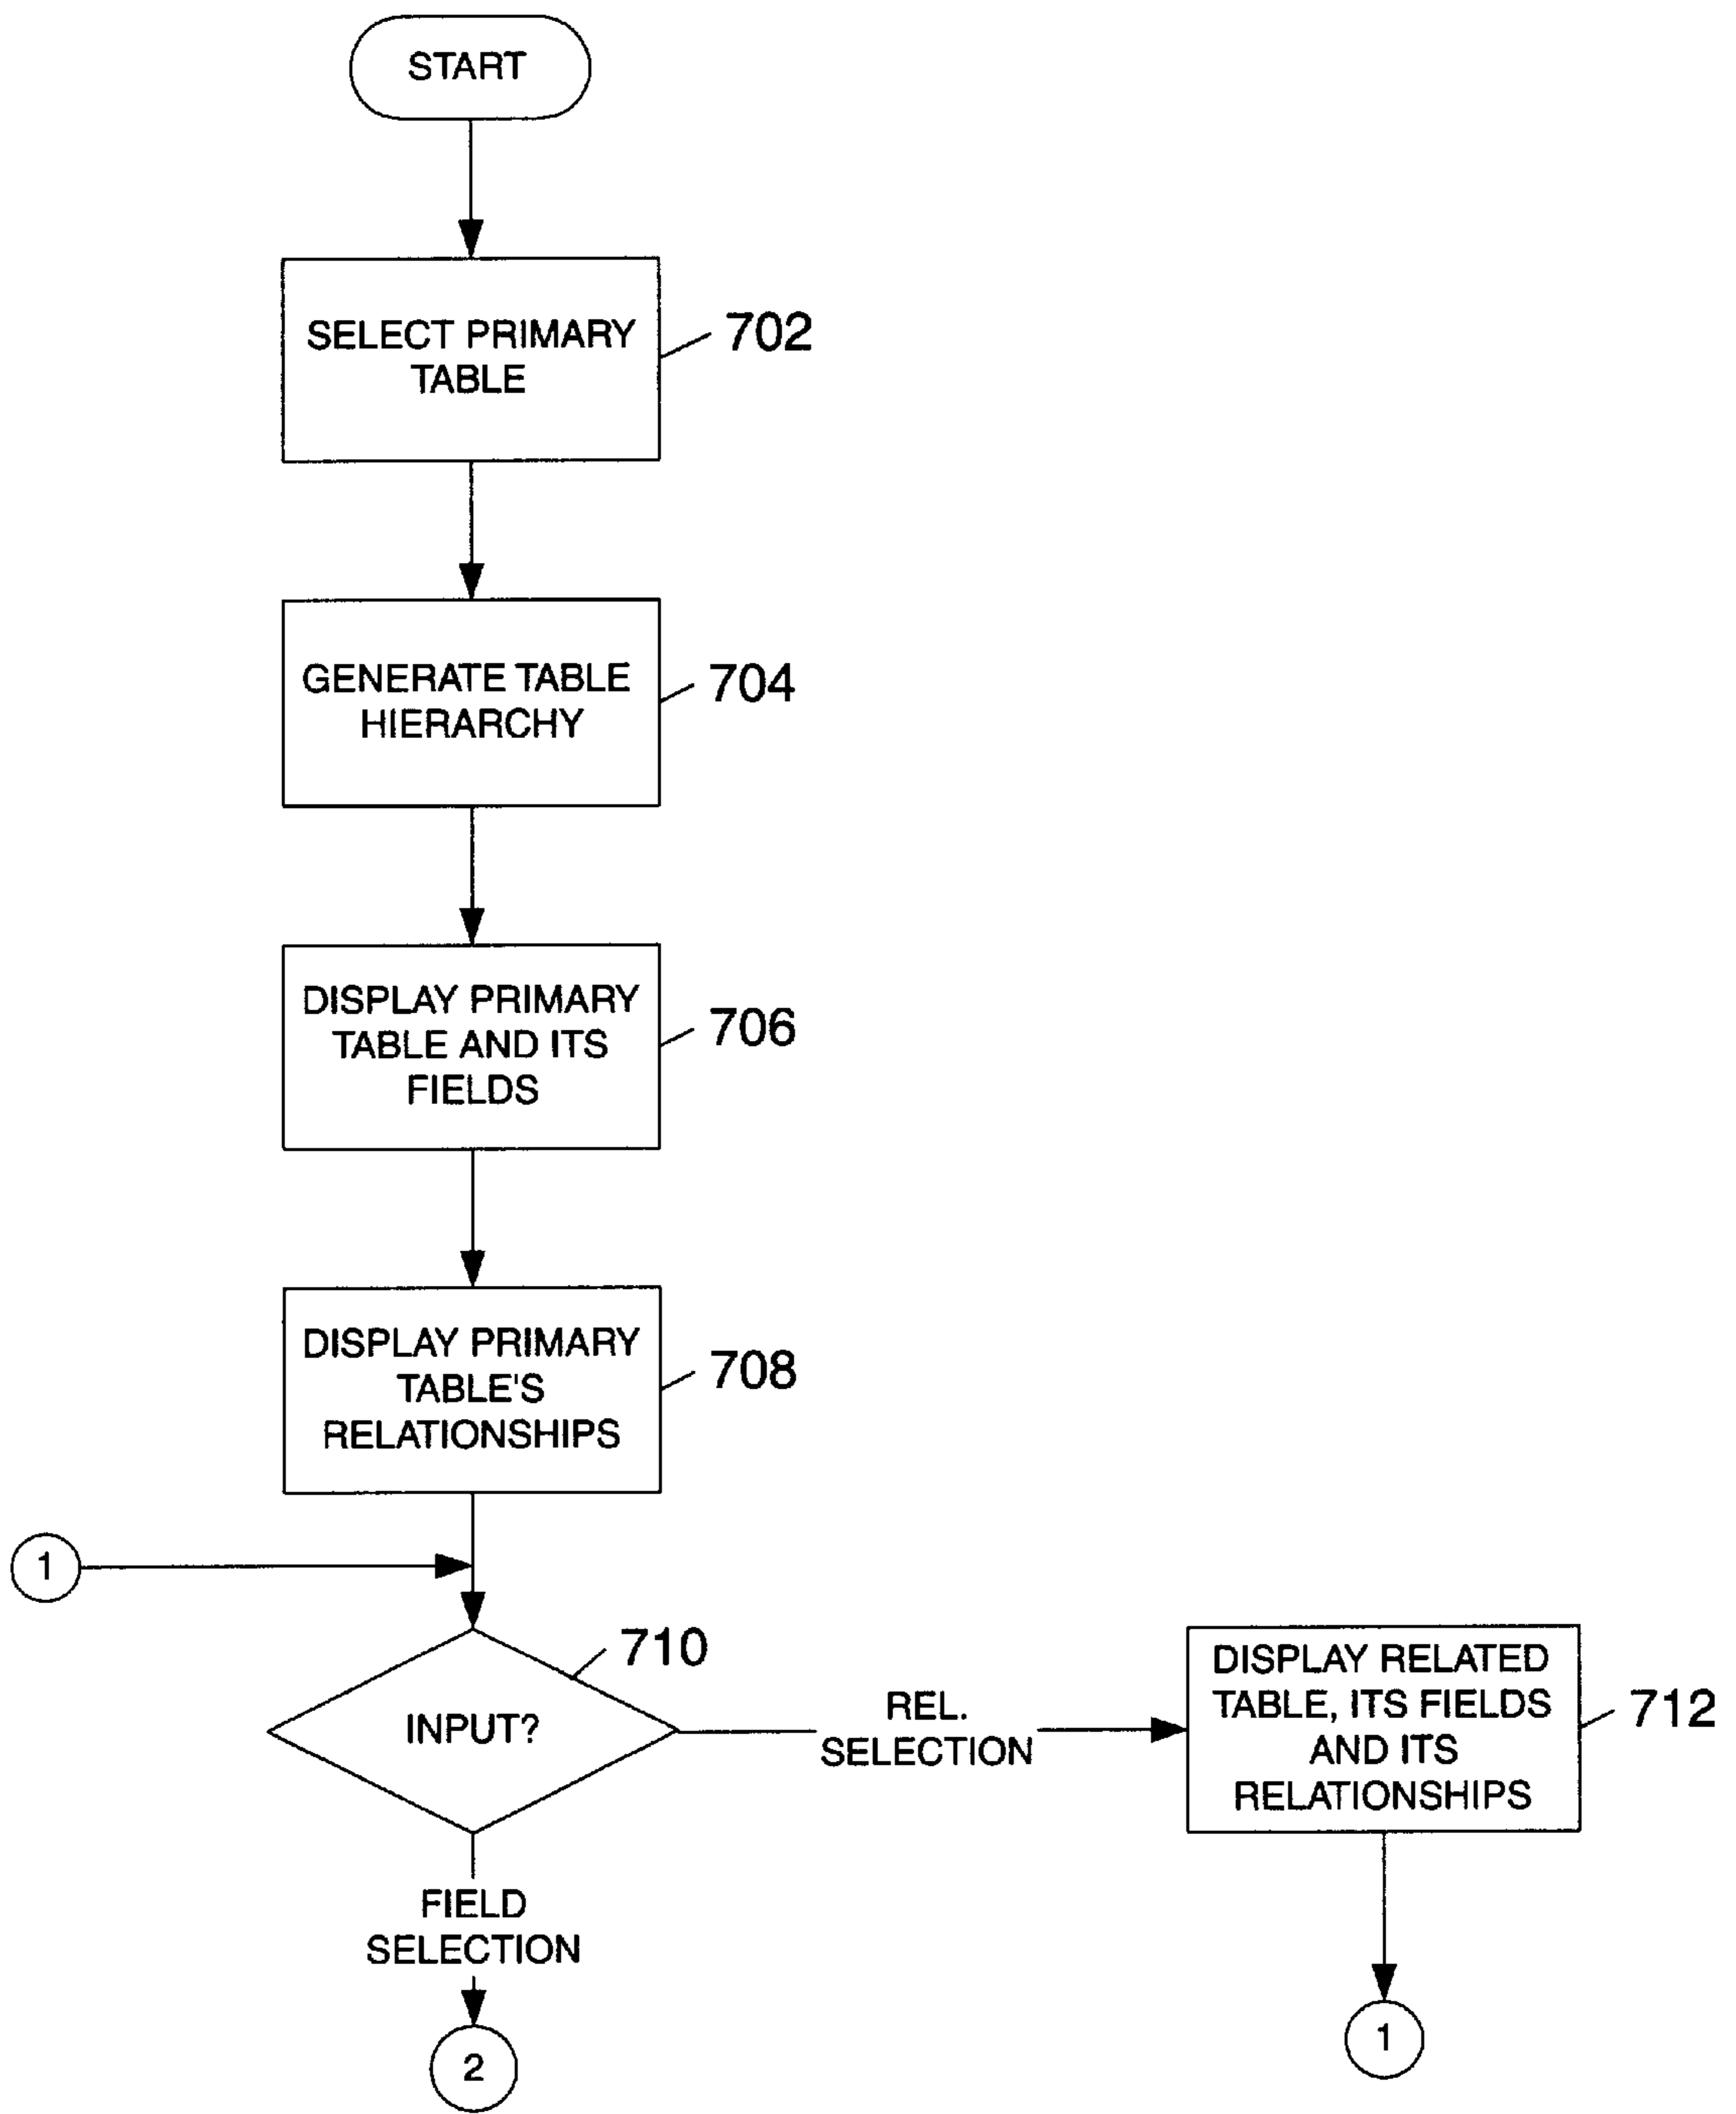 START
SELECT PRIMARY
TABLE
702
GENERATE TABLE
HIERARCHY
704
DISPLAY PRIMARY
TABLE AND ITS
FIELDS
706
DISPLAY PRIMARY
TABLE'S
RELATIONSHIPS
708
1
710
INPUT?
REL.
SELECTION
DISPLAY RELATED
TABLE, ITS FIELDS
AND ITS
RELATIONSHIPS
712
FIELD
SELECTION
2
1